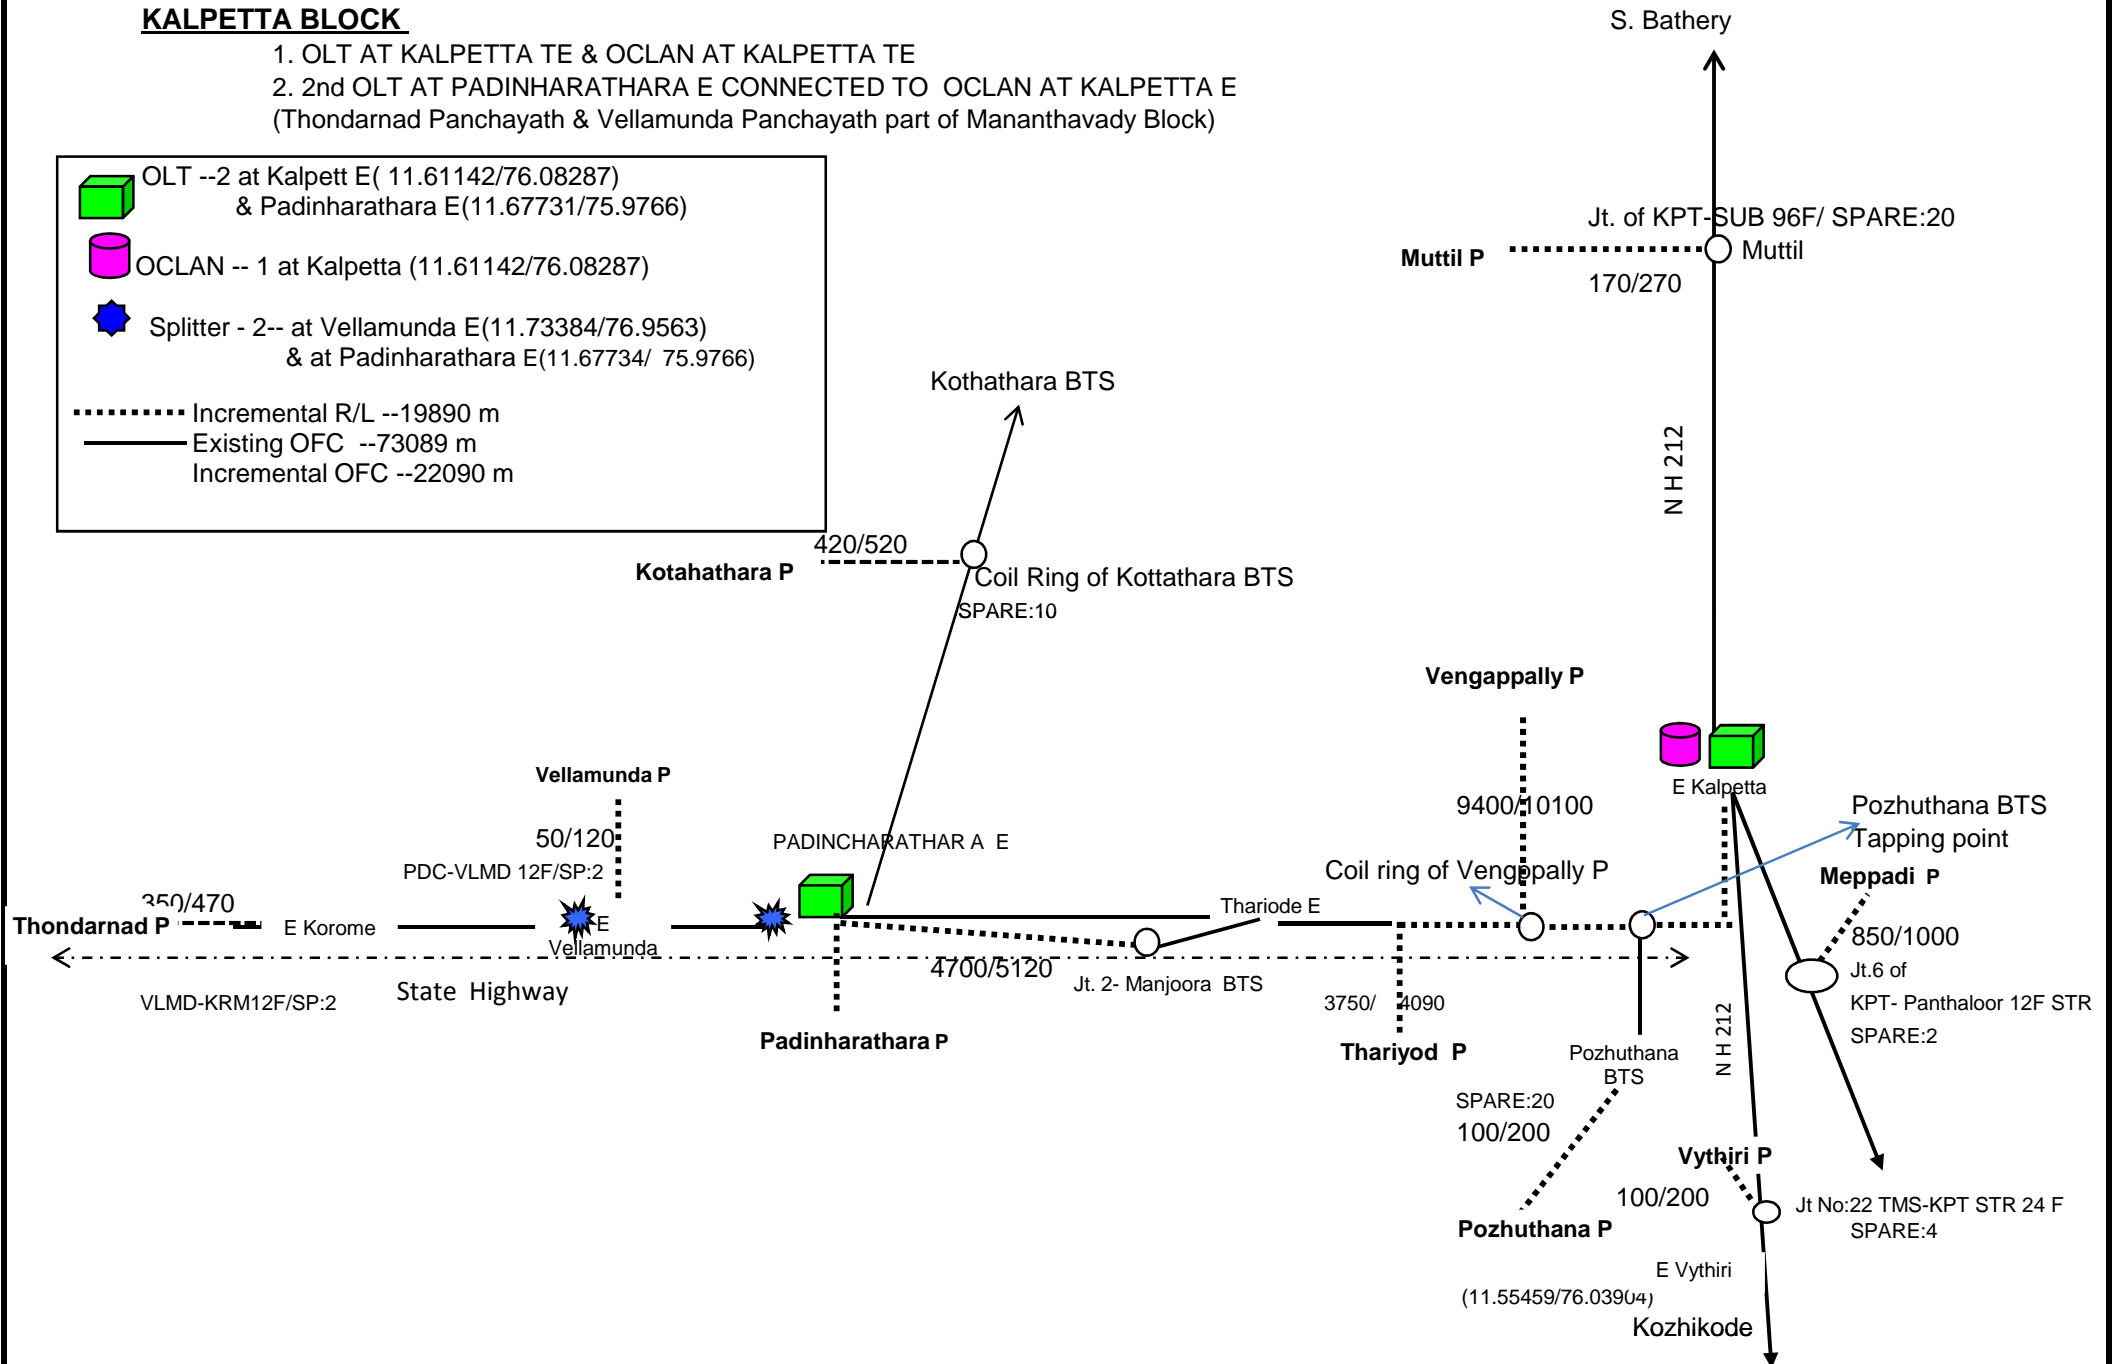 KALPETTA BLOCK
1. OLT AT KALPETTA TE & OCLAN AT KALPETTA TE
2. 2nd OLT AT PADINHARATHARA E CONNECTED TO OCLAN AT KALPETTA E
(Thondarnad Panchayath & Vellamunda Panchayath part of Mananthavady Block)
S. Bathery
OLT --2 at Kalpett E( 11.61142/76.08287)
& Padinharathara E(11.67731/75.9766)
OCLAN -- 1 at Kalpetta (11.61142/76.08287)
Splitter - 2-- at Vellamunda E(11.73384/76.9563)
& at Padinharathara E(11.67734/ 75.9766)
Incremental R/L --19890 m
Existing OFC --73089 m
Incremental OFC --22090 m
Jt. of KPT-SUB 96F/ SPARE:20
Muttil P
Muttil
170/270
Kothathara BTS
N H 212
420/520
Kotahathara P
Coil Ring of Kottathara BTS
SPARE:10
Vengappally P
Vellamunda P
E Kalpetta
9400/10100
Pozhuthana BTS
Tapping point
50/120
PADINCHARATHAR A E
PDC-VLMD 12F/SP:2
Coil ring of Vengppally P
Meppadi P
350/470
Thondarnad P
E Korome
E
Vellamunda
Thariode E
850/1000
4700/5120
Jt. 2- Manjoora BTS
Jt.6 of
KPT- Panthaloor 12F STR
SPARE:2
VLMD-KRM12F/SP:2
State Highway
3750/ 4090
N H 212
Padinharathara P
Thariyod P
Pozhuthana
BTS
SPARE:20
100/200
Vythiri P
100/200
Jt No:22 TMS-KPT STR 24 F
SPARE:4
Pozhuthana P
E Vythiri
(11.55459/76.03904)
Kozhikode